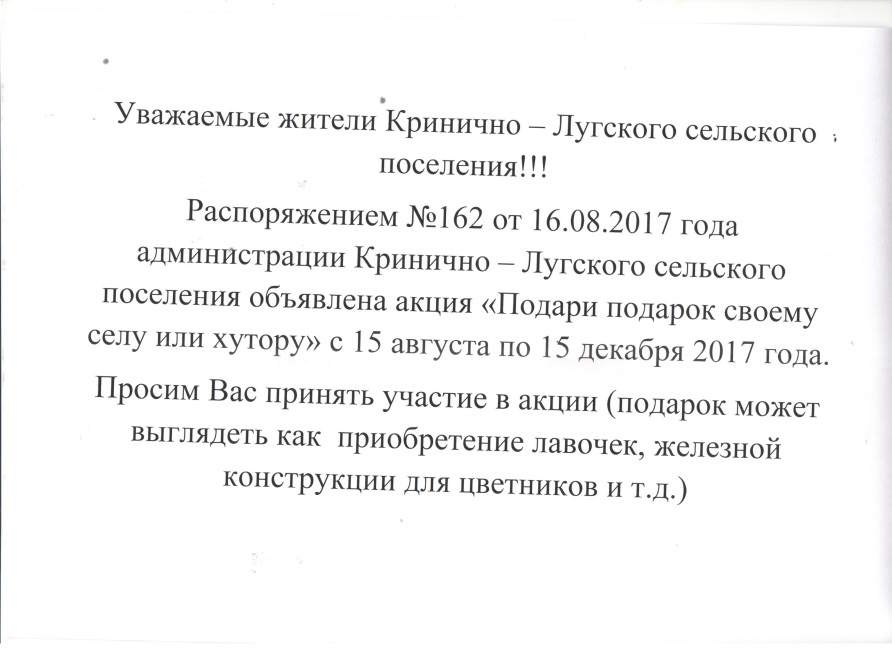 Уважаемые жители Кринично – Лугского сельского
поселения!!!
Распоряжением №162 от 16.08.2017 года
администрации Кринично – Лугского сельского
поселения объявлена акция «Подари подарок своему
селу или хутору» с 15 августа по 15 декабря 2017 года.
Просим Вас принять участие в акции (подарок может
выглядеть как  приобретение лавочек, железной
конструкции для цветников и т.д.)